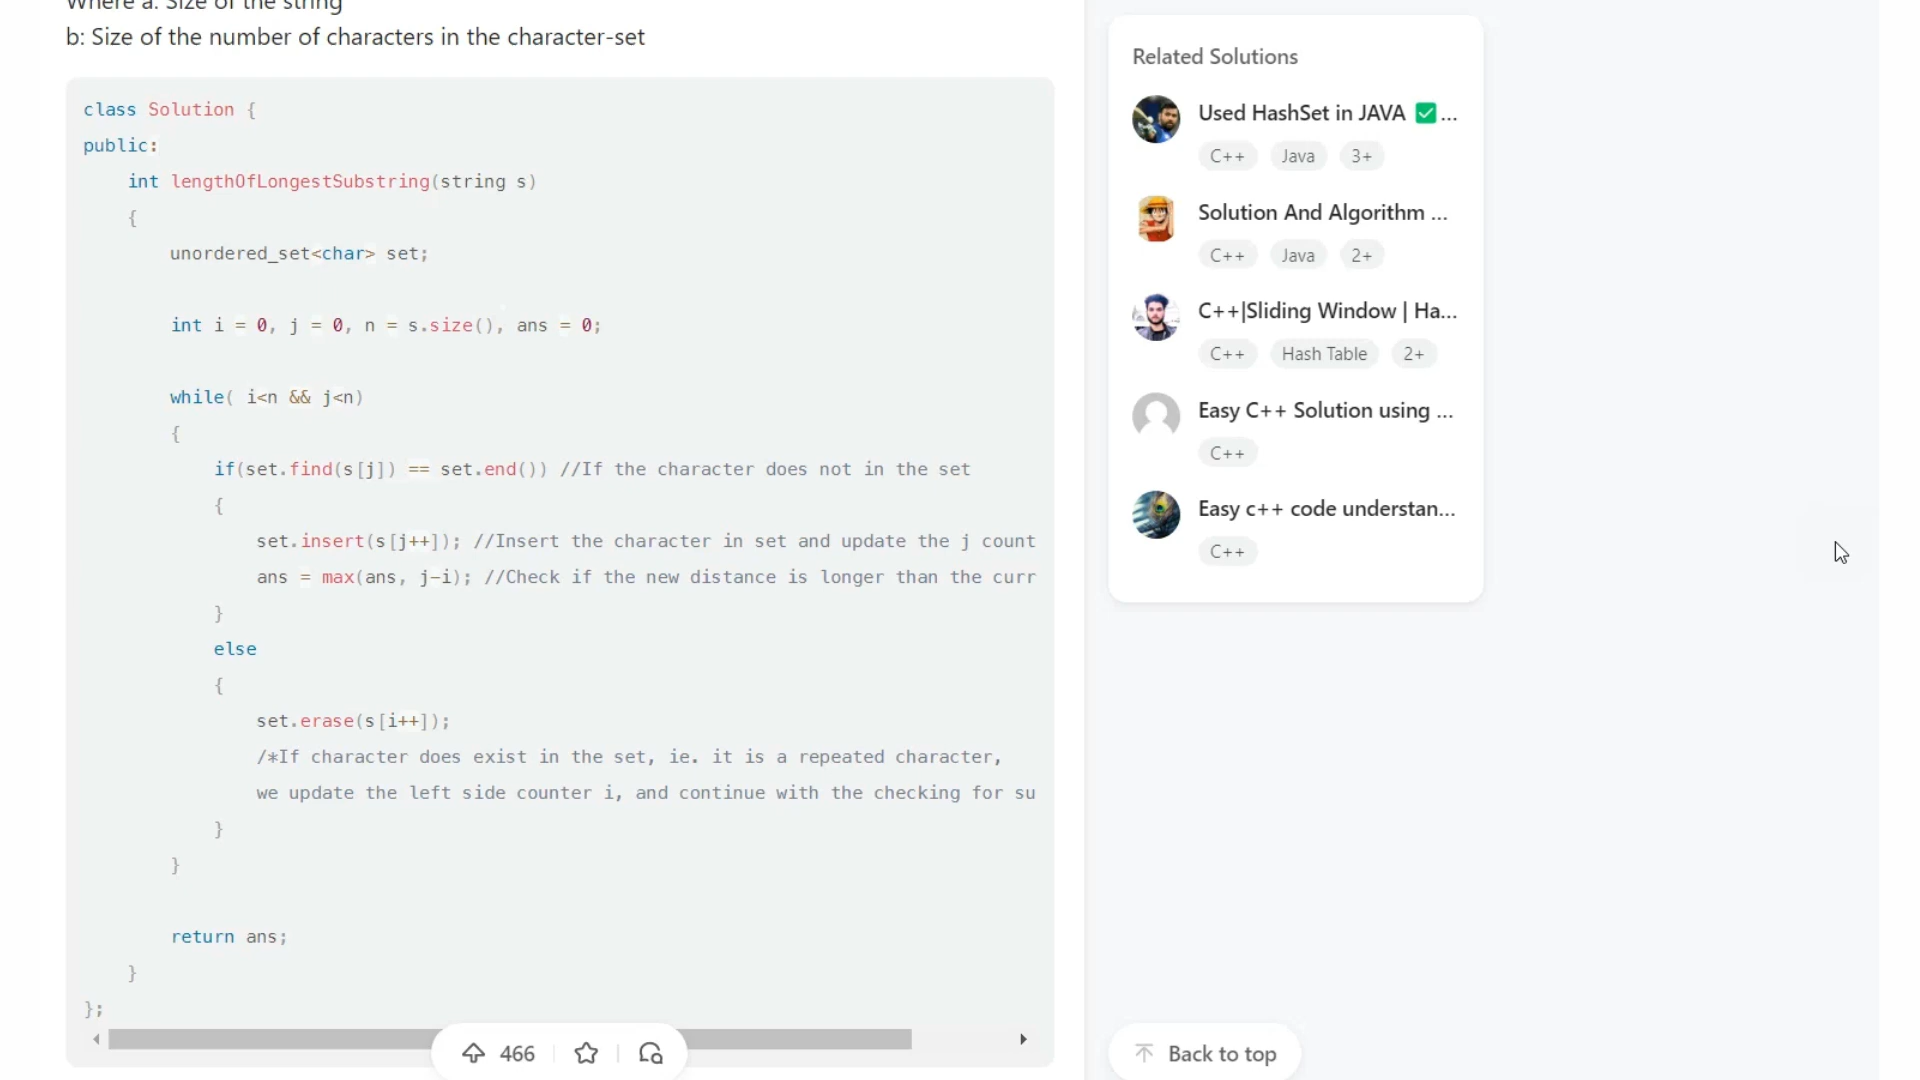 Where a: Size of the string
b: Size of the number of characters in the character-set
class Solution {
public:
    int lengthOfLongestSubstring(string s)
    {
        unordered_set<char> set;

        int i = 0, j = 0, n = s.size(), ans = 0;

        while( i<n && j<n)
        {
            if(set.find(s[j]) == set.end()) //If the character does not in the set
            {
                set.insert(s[j++]); //Insert the character in set and update the j count
                ans = max(ans, j-i); //Check if the new distance is longer than the curr
            }
            else
            {
                set.erase(s[i++]);
                /*If character does exist in the set, ie. it is a repeated character,
                we update the left side counter i, and continue with the checking for su
            }
        }

        return ans;
    }
};
466
Related Solutions
Used HashSet in JAVA ✅ ...
C++ Java 3+
Solution And Algorithm ...
C++ Java 2+
C++|Sliding Window | Ha...
C++ Hash Table 2+
Easy C++ Solution using ...
C++
Easy c++ code understan...
C++
Back to top